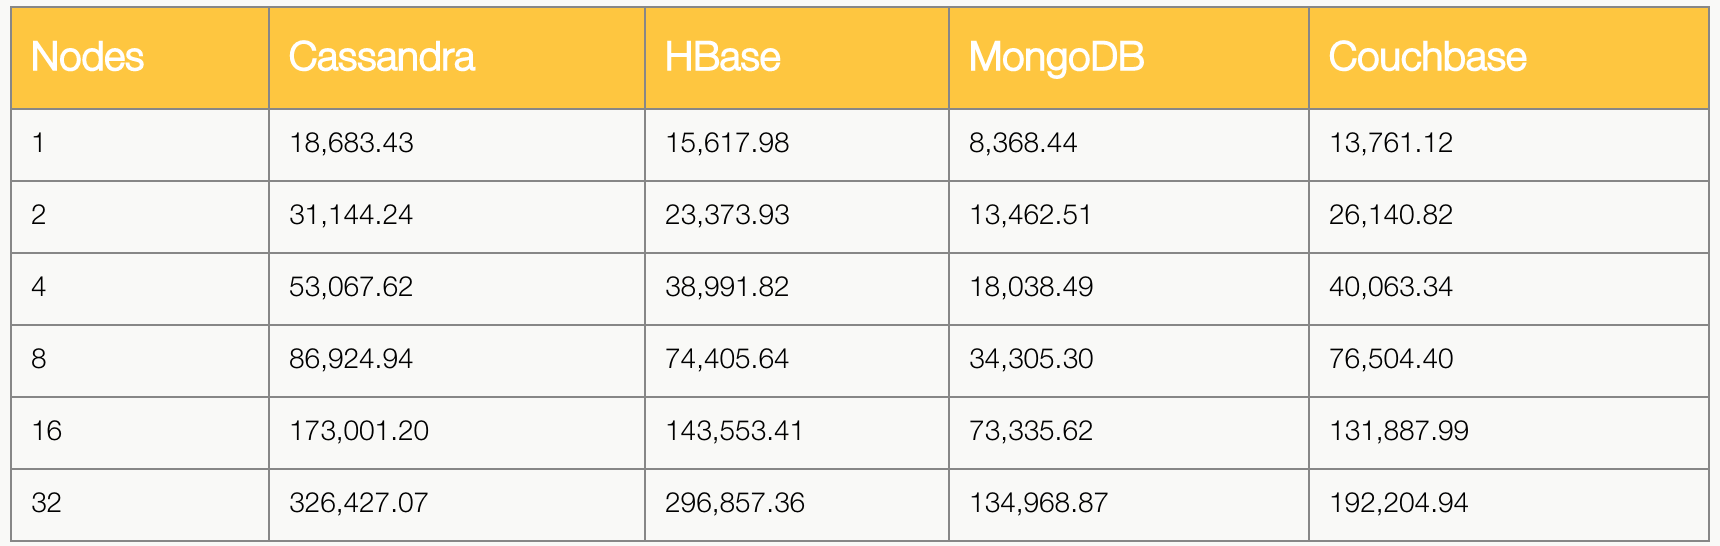 Nodes Cassandra HBase MongoDB Couchbase
1 18,683.43 15,617.98 8,368.44 13,761.12
2 31,144.24 23,373.93 13,462.51 26,140.82
4 53,067.62 38,991.82 18,038.49 40,063.34
8 86,924.94 74,405.64 34,305.30 76,504.40
16 173,001.20 143,553.41 73,335.62 131,887.99
32 326,427.07 296,857.36 134,968.87 192,204.94